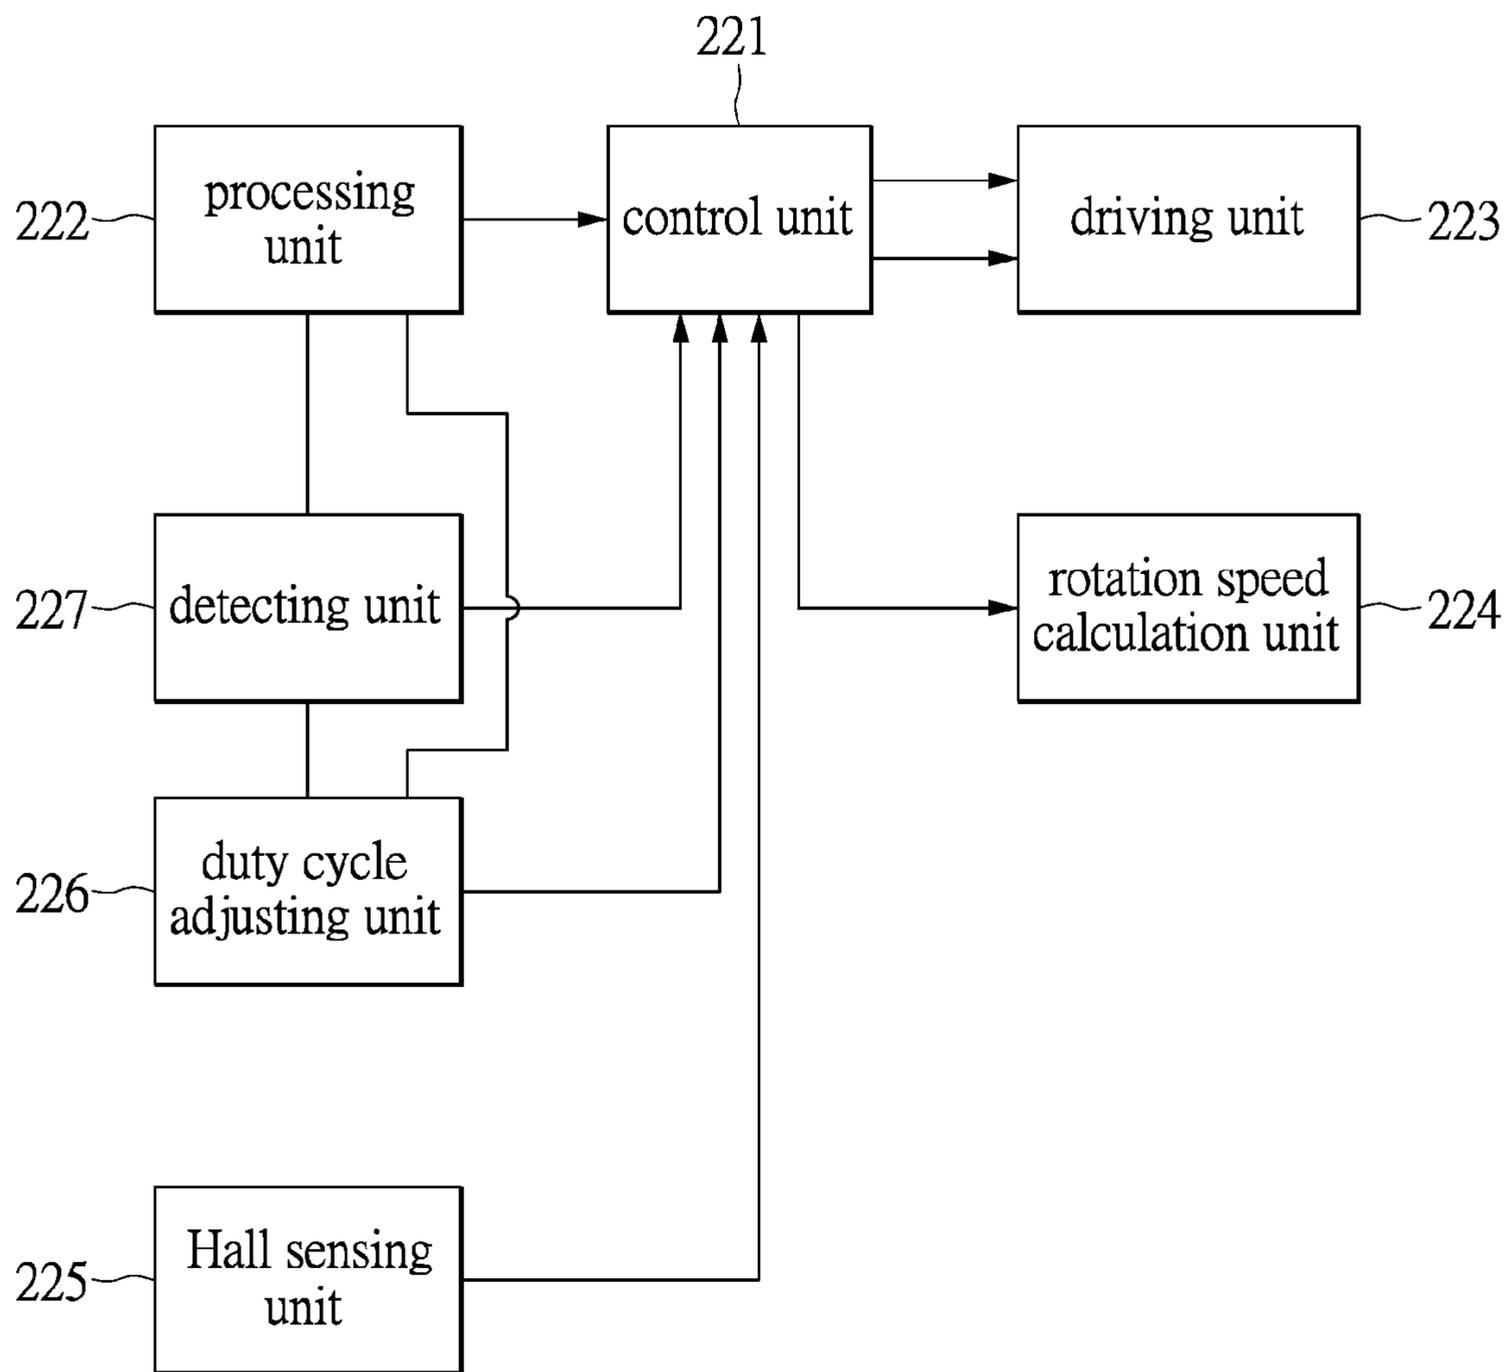 221
222
processing
unit
control unit
driving unit
223
227
detecting unit
rotation speed
calculation unit
224
226
duty cycle
adjusting unit
225
Hall sensing
unit